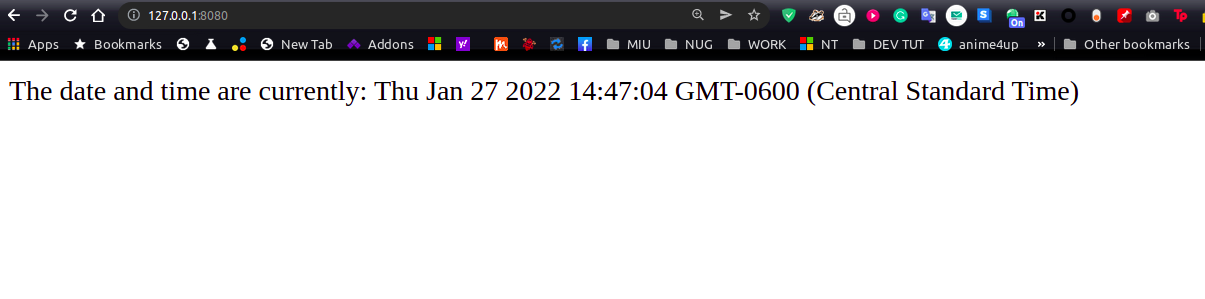 127.0.0.1:8080
On
Apps Bookmarks New Tab Addons MIU NUG WORK NT DEV TUT anime4up » Other bookmarks
The date and time are currently: Thu Jan 27 2022 14:47:04 GMT-0600 (Central Standard Time)